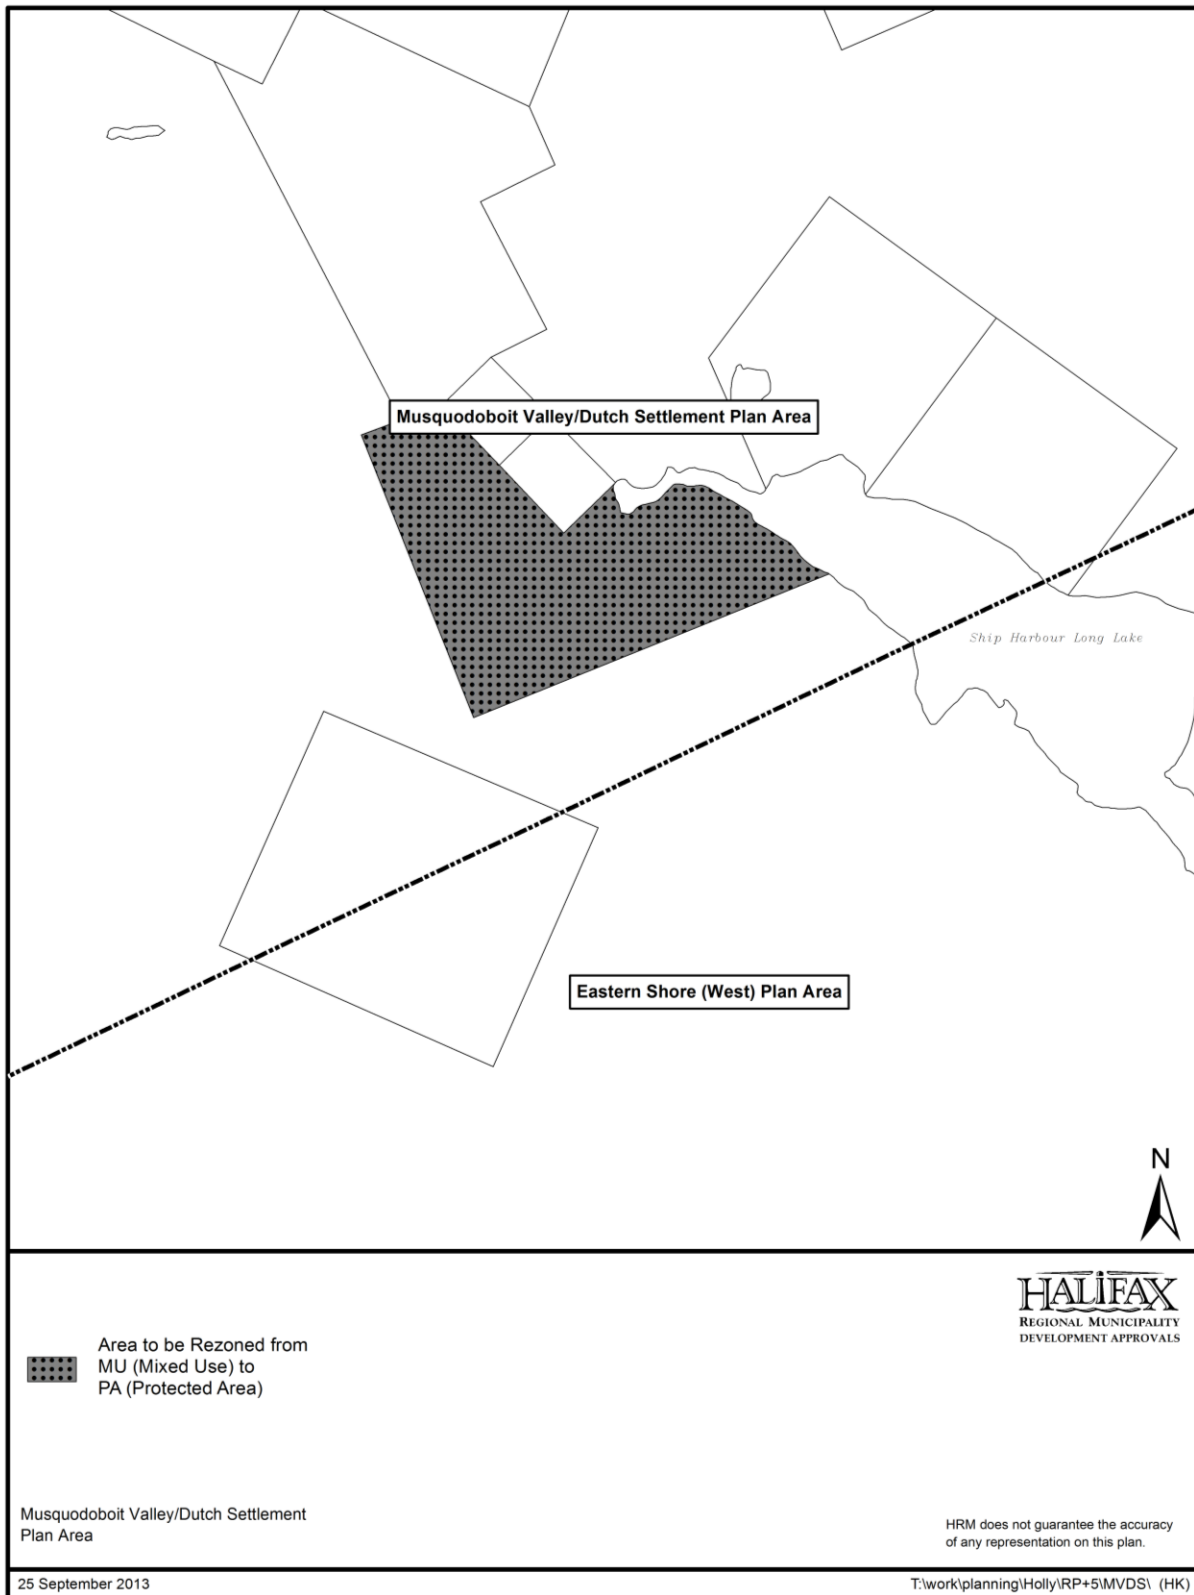 Musquodoboit Valley/Dutch Settlement Plan Area
Ship Harbour Long Lake
Eastern Shore (West) Plan Area
N
HALIFAX
REGIONAL MUNICIPALITY
DEVELOPMENT APPROVALS
Area to be Rezoned from
MU (Mixed Use) to
PA (Protected Area)
Musquodoboit Valley/Dutch Settlement
Plan Area
HRM does not guarantee the accuracy
of any representation on this plan.
25 September 2013
T:\work\planning\Holly\RP+5\MVDS\ (HK)